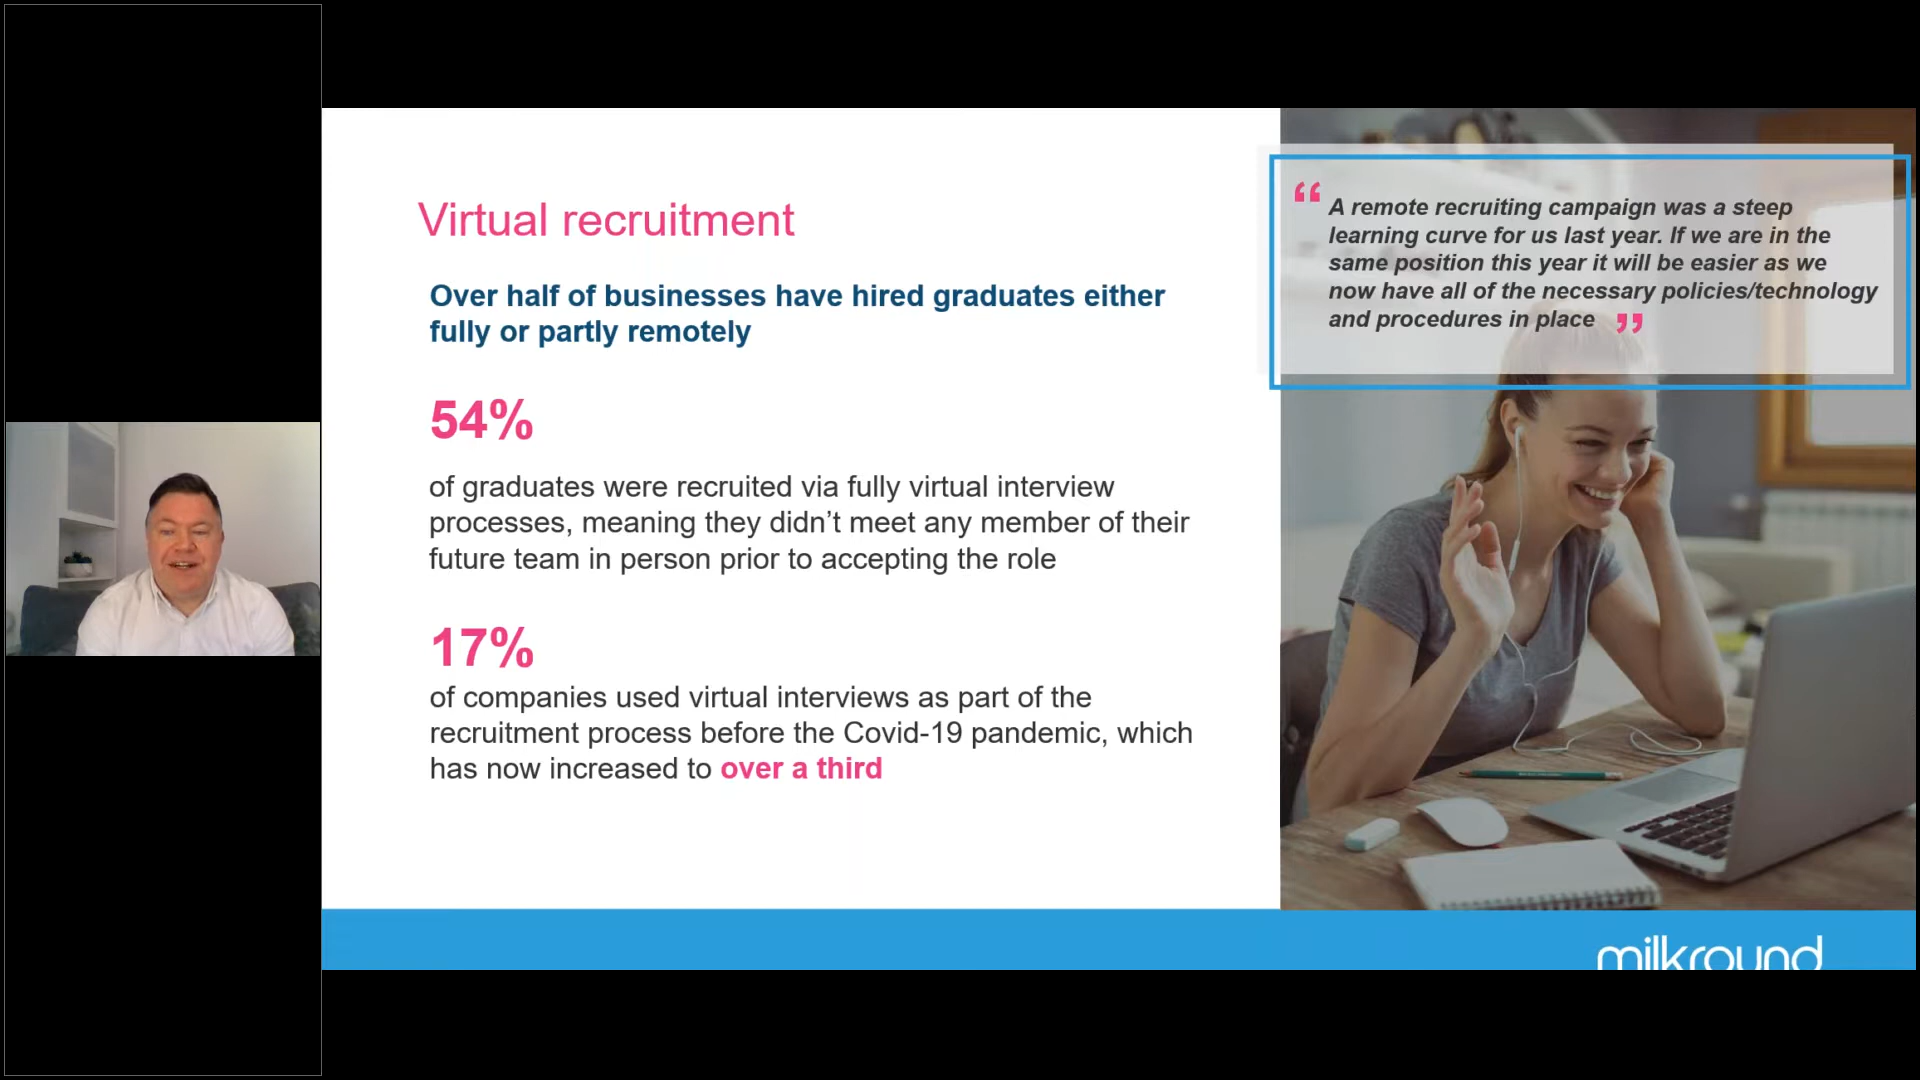 Virtual recruitment
Over half of businesses have hired graduates either
fully or partly remotely
54%
of graduates were recruited via fully virtual interview
processes, meaning they didn’t meet any member of their
future team in person prior to accepting the role
17%
of companies used virtual interviews as part of the
recruitment process before the Covid-19 pandemic, which
has now increased to over a third
“ A remote recruiting campaign was a steep
learning curve for us last year. If we are in the
same position this year it will be easier as we
now have all of the necessary policies/technology
and procedures in place ”
milkround